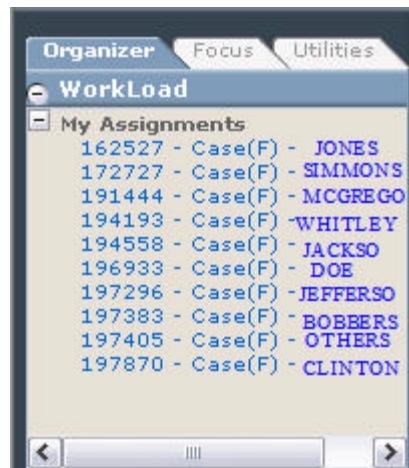 Organizer Focus Utilities
WorkLoad
My Assignments
162527 - Case(F) - JONES
172727 - Case(F) - SIMMONS
191444 - Case(F) - MCGREGO
194193 - Case(F) -WHITLEY
194558 - Case(F) - JACKSO
196933 - Case(F) - DOE
197296 - Case(F) -JEFFERSO
197383 - Case(F) - BOBBERS
197405 - Case(F) - OTHERS
197870 - Case(F) - CLINTON